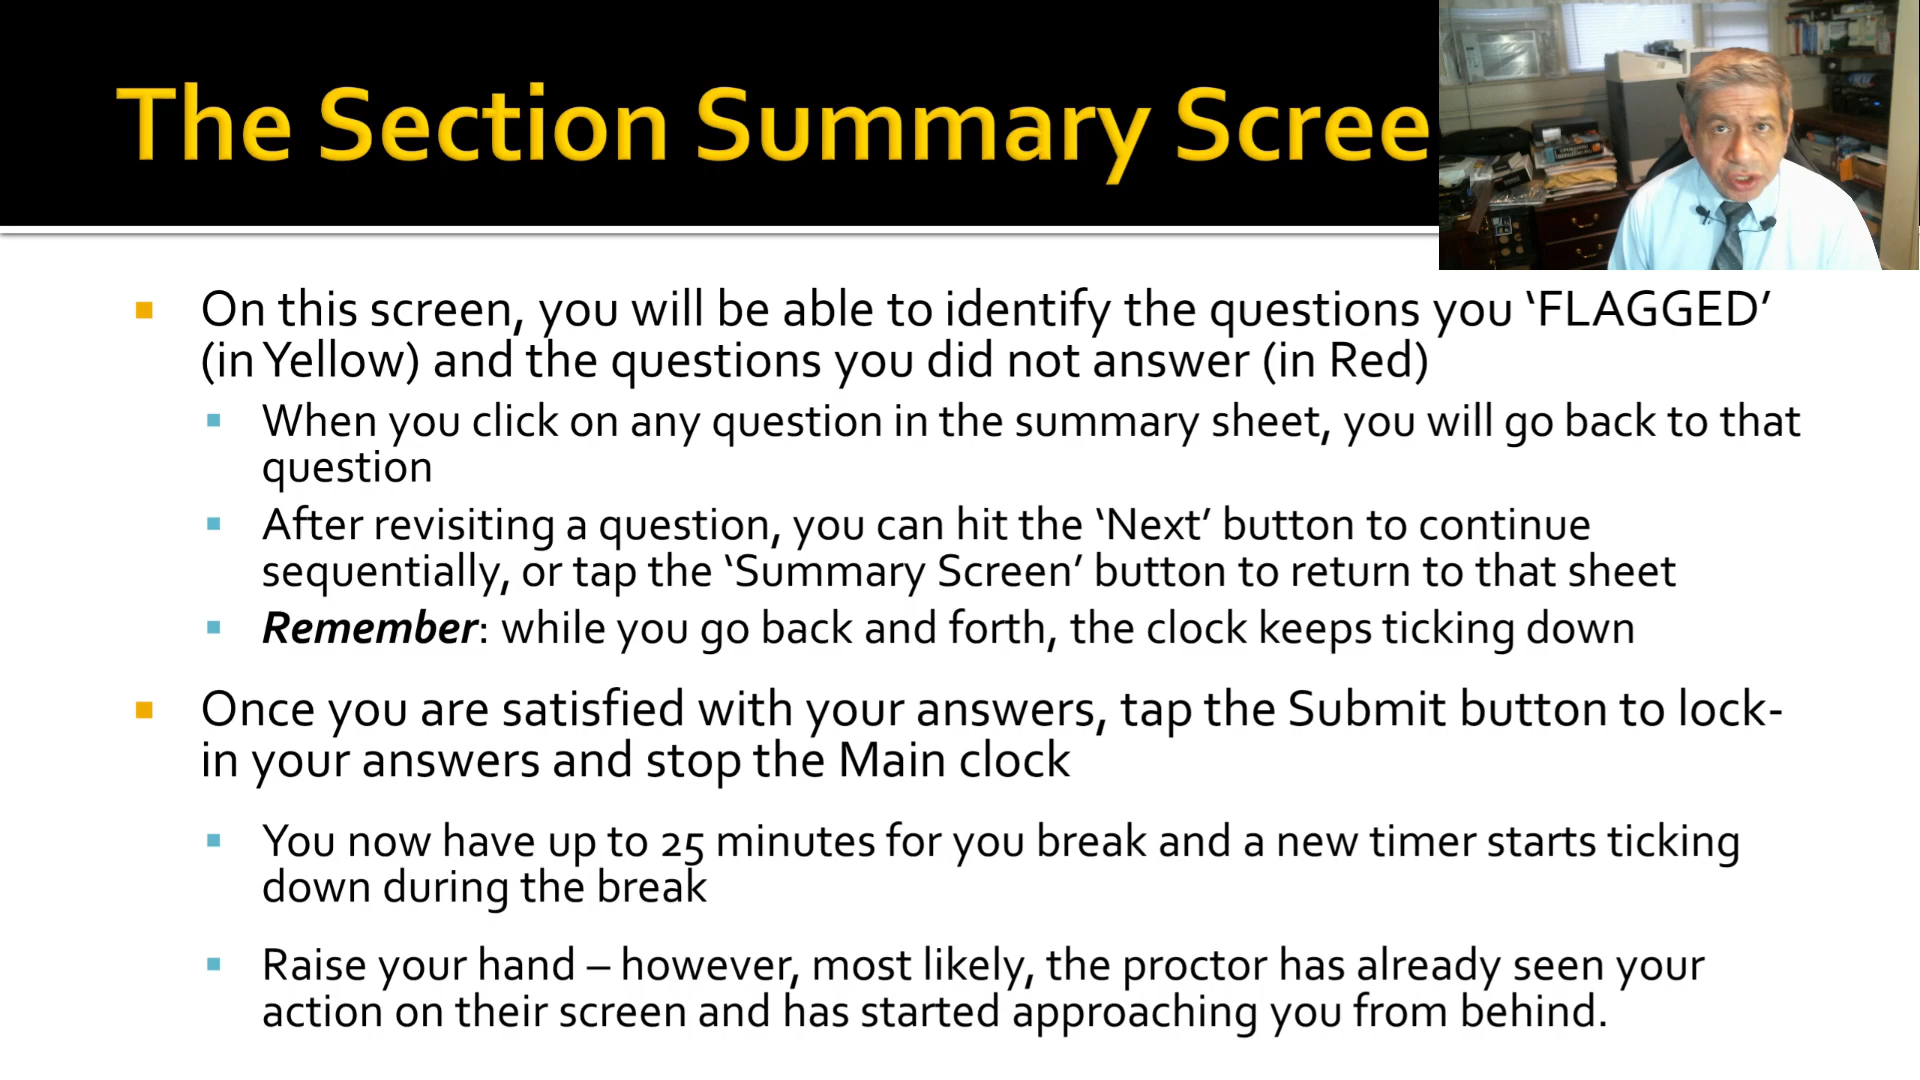 The Section Summary Scree
On this screen, you will be able to identify the questions you ‘FLAGGED’
(in Yellow) and the questions you did not answer (in Red)
When you click on any question in the summary sheet, you will go back to that
question
After revisiting a question, you can hit the ‘Next’ button to continue
sequentially, or tap the ‘Summary Screen’ button to return to that sheet
Remember: while you go back and forth, the clock keeps ticking down
Once you are satisfied with your answers, tap the Submit button to lock-
in your answers and stop the Main clock
You now have up to 25 minutes for you break and a new timer starts ticking
down during the break
Raise your hand – however, most likely, the proctor has already seen your
action on their screen and has started approaching you from behind.